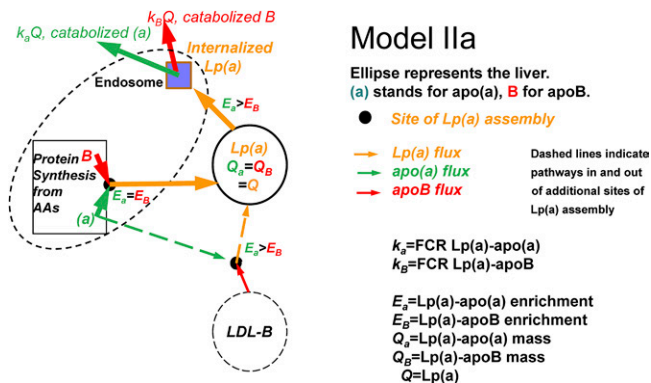 kaQ, catabolized (a)
kBQ, catabolized B
Internalized
Lp(a)
Endosome
Ea>EB
Lp(a)
Qa=QB
=Q
Protein
Synthesis
from
AAs
B
Ea=EB
(a)
Ea>EB
LDL-B
Model IIa
Ellipse represents the liver.
(a) stands for apo(a), B for apoB.
Site of Lp(a) assembly
Lp(a) flux
apo(a) flux
apoB flux
Dashed lines indicate
pathways in and out
of additional sites of
Lp(a) assembly
ka=FCR Lp(a)-apo(a)
kB=FCR Lp(a)-apoB
Ea=Lp(a)-apo(a) enrichment
EB=Lp(a)-apoB enrichment
Qa=Lp(a)-apo(a) mass
QB=Lp(a)-apoB mass
Q=Lp(a)